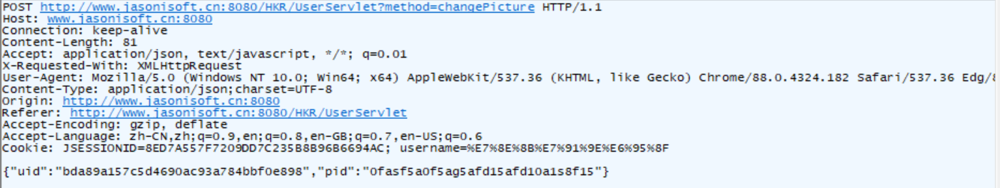 POST http://www.jasonisoft.cn:8080/HKR/UserServlet?method=changePicture HTTP/1.1
Host: www.jasonisoft.cn:8080
Connection: keep-alive
Content-Length: 81
Accept: application/json, text/javascript, */*; q=0.01
X-Requested-With: XMLHttpRequest
User-Agent: Mozilla/5.0 (Windows NT 10.0; Win64; x64) AppleWebKit/537.36 (KHTML, like Gecko) Chrome/88.0.4324.182 Safari/537.36 Edg/
Content-Type: application/json;charset=UTF-8
Origin: http://www.jasonisoft.cn:8080
Referer: http://www.jasonisoft.cn:8080/HKR/UserServlet
Accept-Encoding: gzip, deflate
Accept-Language: zh-CN,zh;q=0.9,en;q=0.8,en-GB;q=0.7,en-US;q=0.6
Cookie: JSESSIONID=8ED7A557F7209DD7C235B8B96B6694AC; username=%E7%8E%8B%E7%91%9E%E6%95%8F
{"uid":"bda89a157c5d4690ac93a784bbf0e898","pid":"0fasf5a0f5ag5afd15afd10a1s8f15"}